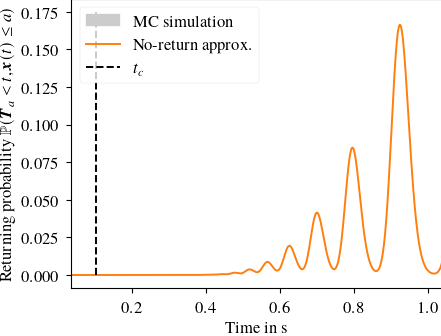 0.175
0.150
0.125
0.100
0.075
0.050
0.025
0.000
Returning probability ℙ(T_a < t, x(t) ≤ a)
MC simulation
No-return approx.
t_c
0.2 0.4 0.6 0.8 1.0
Time in s